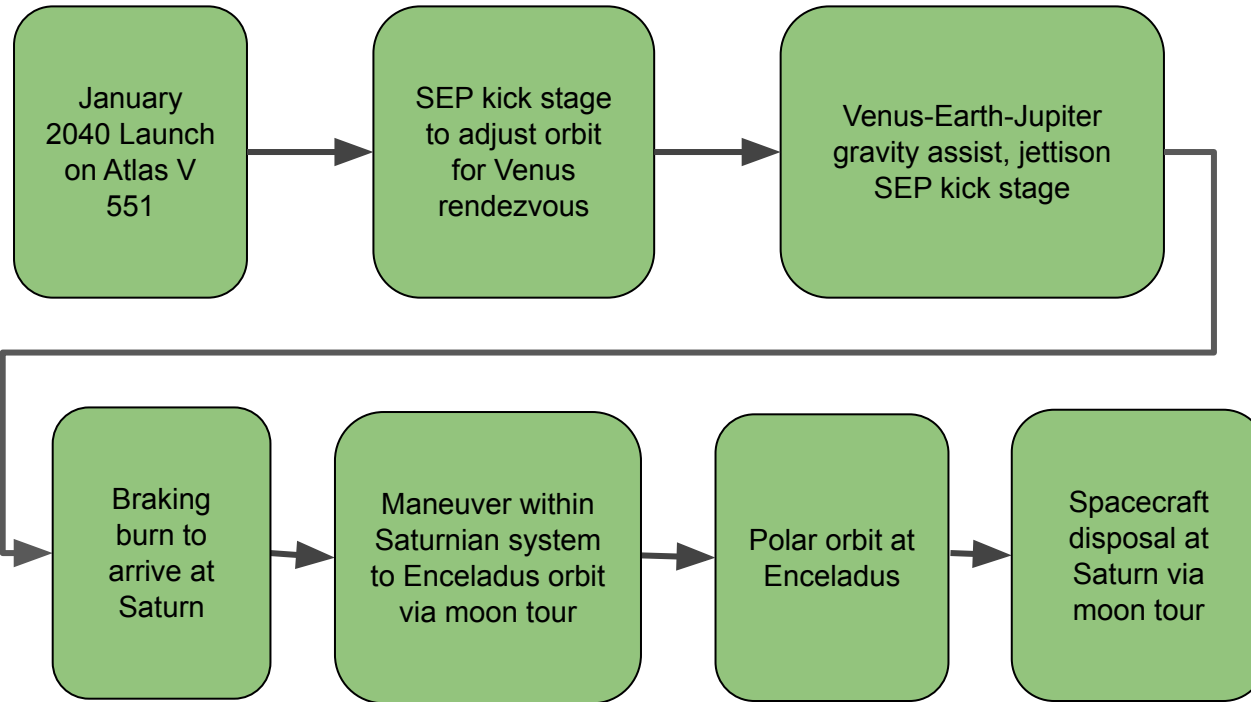 January
2040 Launch
on Atlas V
551
SEP kick stage
to adjust orbit
for Venus
rendezvous
Venus-Earth-Jupiter
gravity assist, jettison
SEP kick stage
Braking
burn to
arrive at
Saturn
Maneuver within
Saturnian system
to Enceladus orbit
via moon tour
Polar orbit at
Enceladus
Spacecraft
disposal at
Saturn via
moon tour